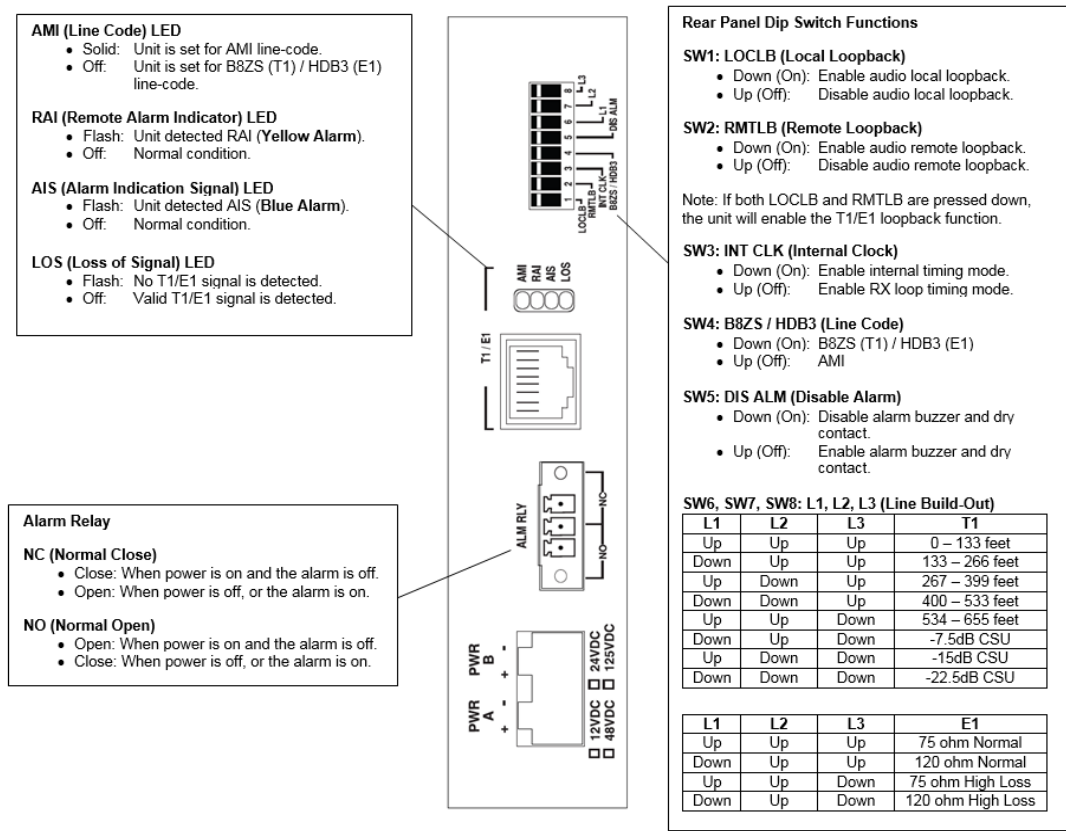 AMI (Line Code) LED
• Solid: Unit is set for AMI line-code.
• Off: Unit is set for B8ZS (T1) / HDB3 (E1)
line-code.
RAI (Remote Alarm Indicator) LED
• Flash: Unit detected RAI (Yellow Alarm).
• Off: Normal condition.
AIS (Alarm Indication Signal) LED
• Flash: Unit detected AIS (Blue Alarm).
• Off: Normal condition.
LOS (Loss of Signal) LED
• Flash: No T1/E1 signal is detected.
• Off: Valid T1/E1 signal is detected.
Alarm Relay
NC (Normal Close)
• Close: When power is on and the alarm is off.
• Open: When power is off, or the alarm is on.
NO (Normal Open)
• Open: When power is on and the alarm is off.
• Close: When power is off, or the alarm is on.
1 2 3 4 5 6 7 8
LOCLB
RMTLB
INT CLK
B8ZS / HDB3
DIS ALM
L1
L2
L3
AMI
RAI
AIS
LOS
T1 / E1
ALM RLY
NO
NO
PWR A
+ -
PWR B
+ -
12VDC
48VDC
24VDC
125VDC
Rear Panel Dip Switch Functions
SW1: LOCLB (Local Loopback)
• Down (On): Enable audio local loopback.
• Up (Off): Disable audio local loopback.
SW2: RMTLB (Remote Loopback)
• Down (On): Enable audio remote loopback.
• Up (Off): Disable audio remote loopback.
Note: If both LOCLB and RMTLB are pressed down,
the unit will enable the T1/E1 loopback function.
SW3: INT CLK (Internal Clock)
• Down (On): Enable internal timing mode.
• Up (Off): Enable RX loop timing mode.
SW4: B8ZS / HDB3 (Line Code)
• Down (On): B8ZS (T1) / HDB3 (E1)
• Up (Off): AMI
SW5: DIS ALM (Disable Alarm)
• Down (On): Disable alarm buzzer and dry
contact.
• Up (Off): Enable alarm buzzer and dry
contact.
SW6, SW7, SW8: L1, L2, L3 (Line Build-Out)
L1 L2 L3 T1
Up Up Up 0 – 133 feet
Down Up Up 133 – 266 feet
Up Down Up 267 – 399 feet
Down Down Up 400 – 533 feet
Up Up Down 534 – 655 feet
Down Up Down -7.5dB CSU
Up Down Down -15dB CSU
Down Down Down -22.5dB CSU
L1 L2 L3 E1
Up Up Up 75 ohm Normal
Down Up Up 120 ohm Normal
Up Up Down 75 ohm High Loss
Down Up Down 120 ohm High Loss